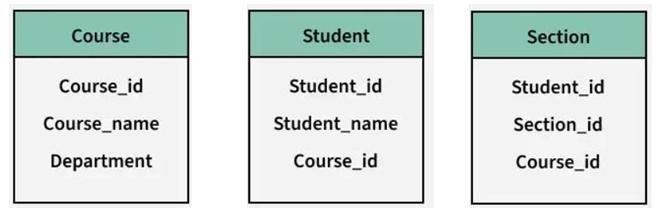 Course
Course_id
Course_name
Department
Student
Student_id
Student_name
Course_id
Section
Student_id
Section_id
Course_id